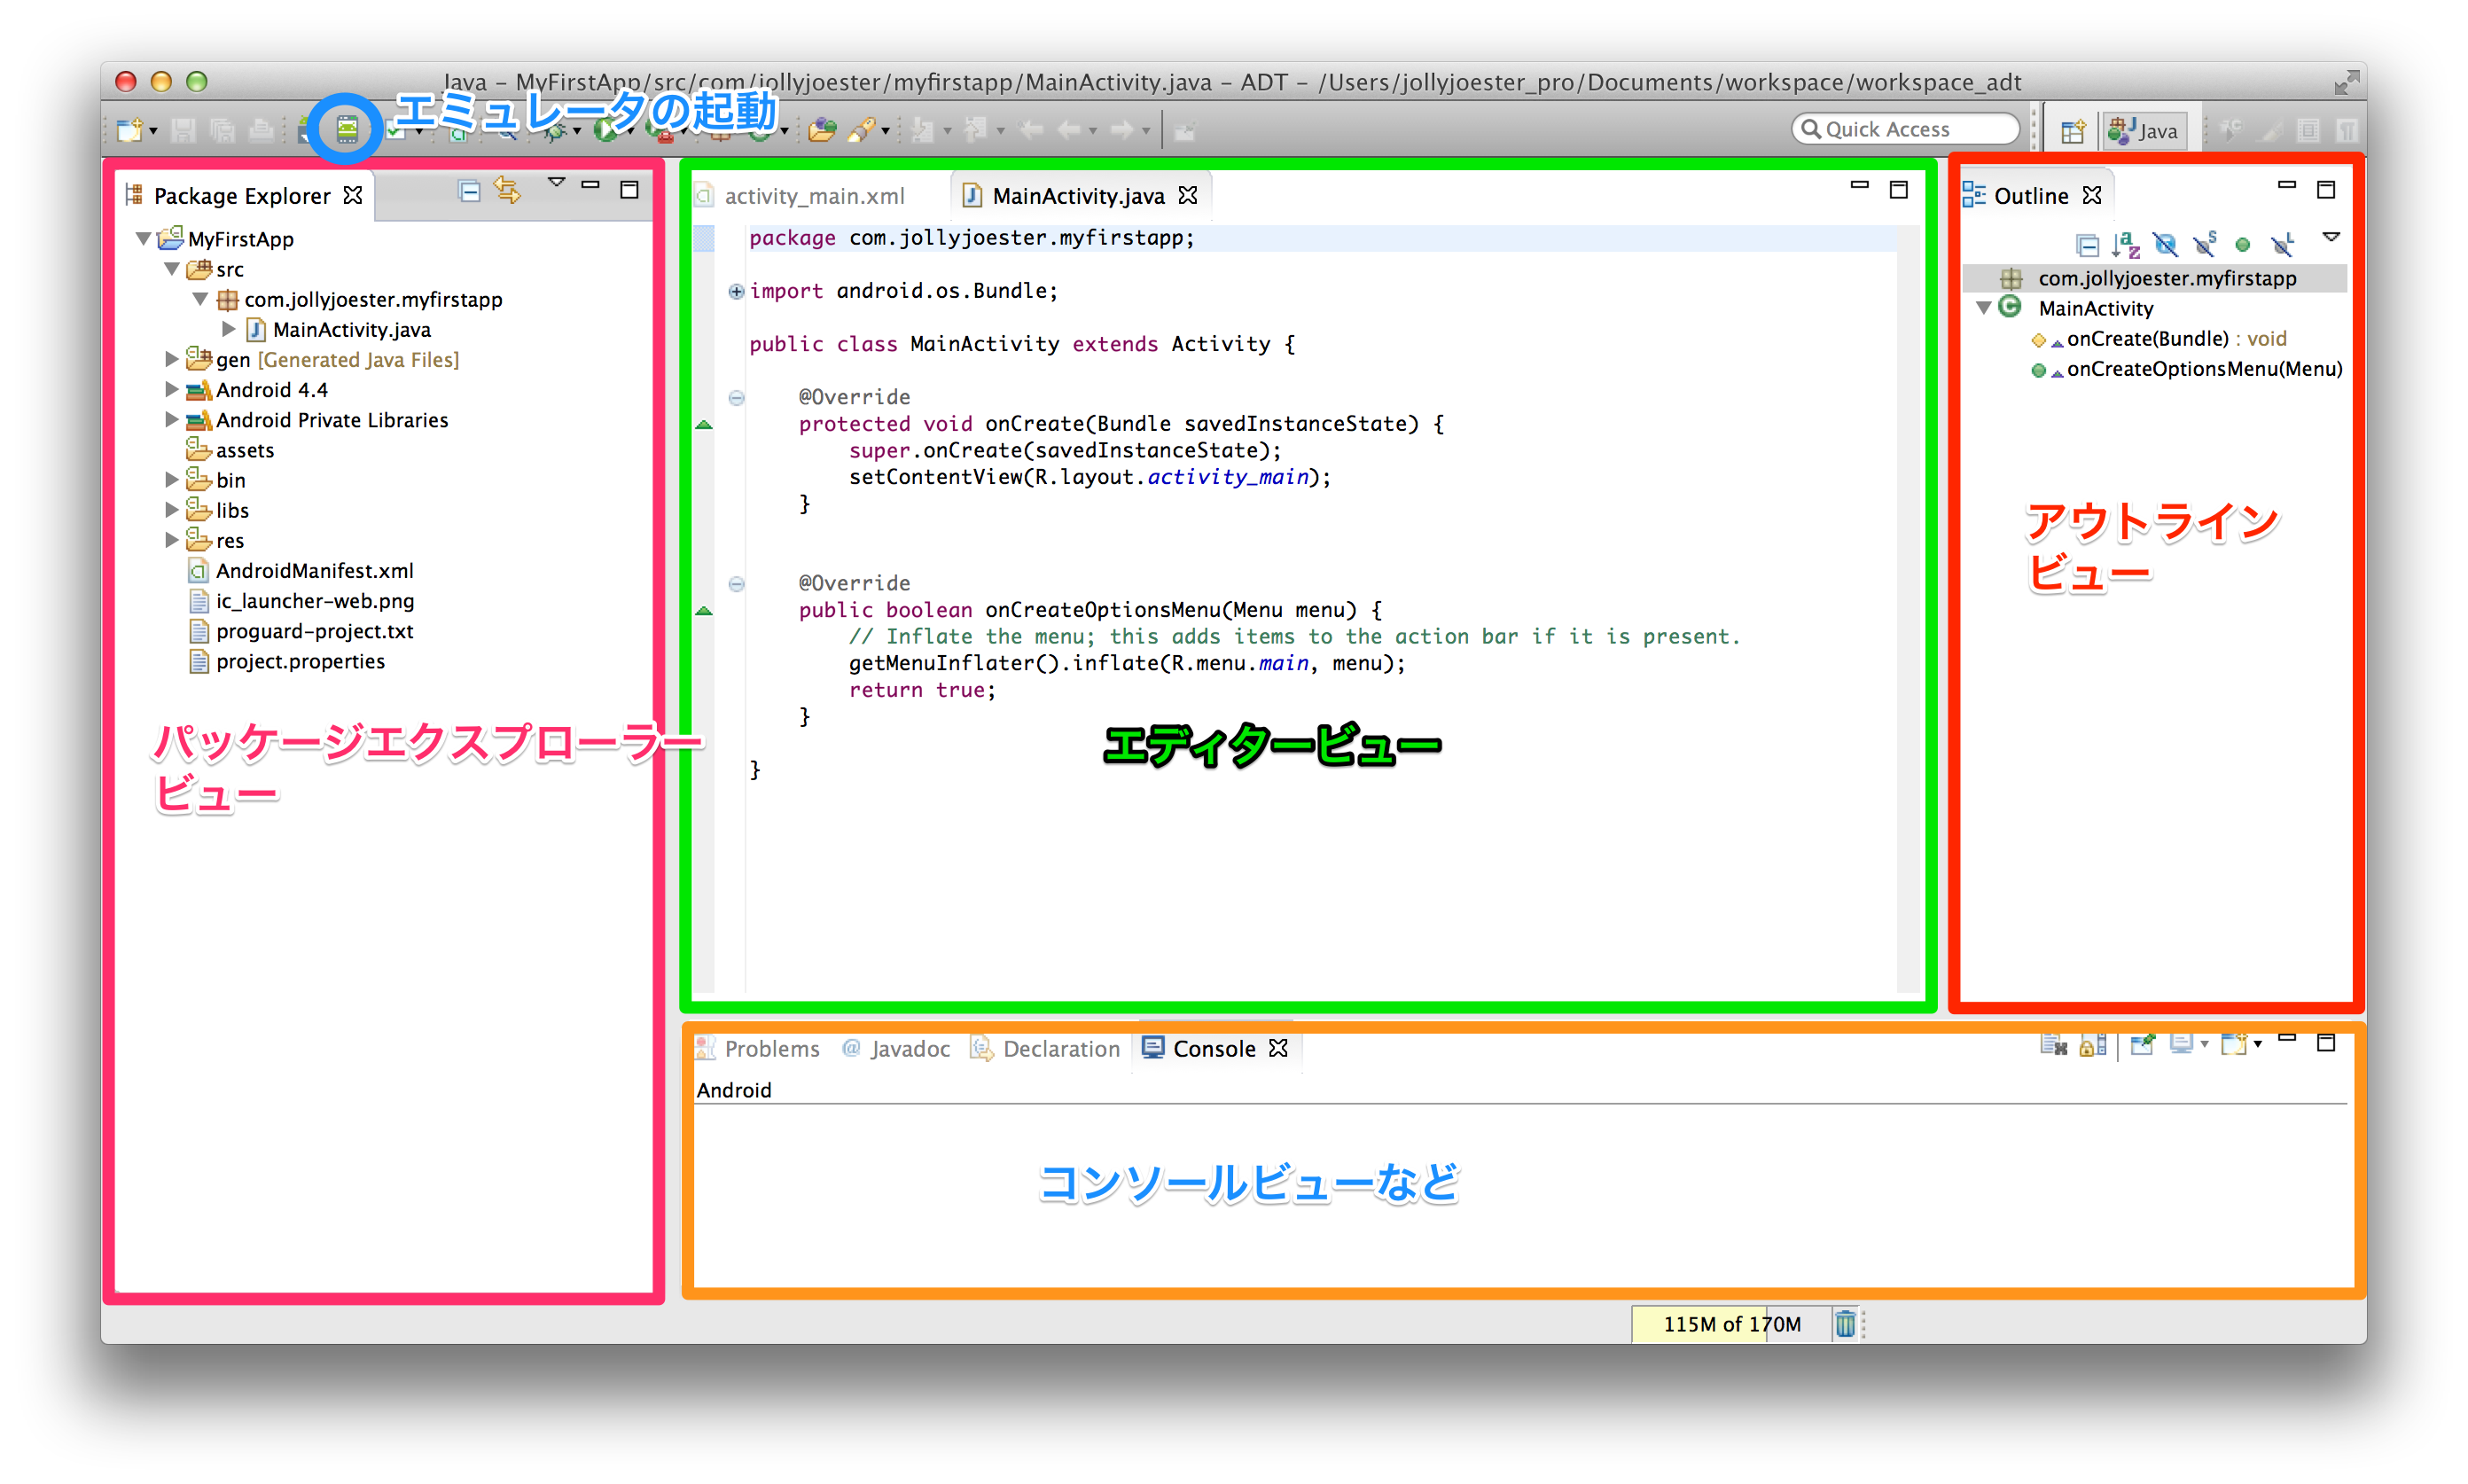 Java – MyFirstApp/src/com/jollyjoester/myfirstapp/MainActivity.java – ADT – /Users/jollyjoester_pro/Documents/workspace/workspace_adt
エミュレータの起動
Quick Access
Java
Package Explorer
MyFirstApp
src
com.jollyjoester.myfirstapp
MainActivity.java
gen [Generated Java Files]
Android 4.4
Android Private Libraries
assets
bin
libs
res
AndroidManifest.xml
ic_launcher-web.png
proguard-project.txt
project.properties
パッケージエクスプローラー
ビュー
activity_main.xml
MainActivity.java
package com.jollyjoester.myfirstapp;
import android.os.Bundle;
public class MainActivity extends Activity {
@Override
protected void onCreate(Bundle savedInstanceState) {
super.onCreate(savedInstanceState);
setContentView(R.layout.activity_main);
}
@Override
public boolean onCreateOptionsMenu(Menu menu) {
// Inflate the menu; this adds items to the action bar if it is present.
getMenuInflater().inflate(R.menu.main, menu);
return true;
}
}
エディタービュー
Outline
com.jollyjoester.myfirstapp
MainActivity
onCreate(Bundle) : void
onCreateOptionsMenu(Menu)
アウトライン
ビュー
Problems
Javadoc
Declaration
Console
Android
コンソールビューなど
115M of 170M